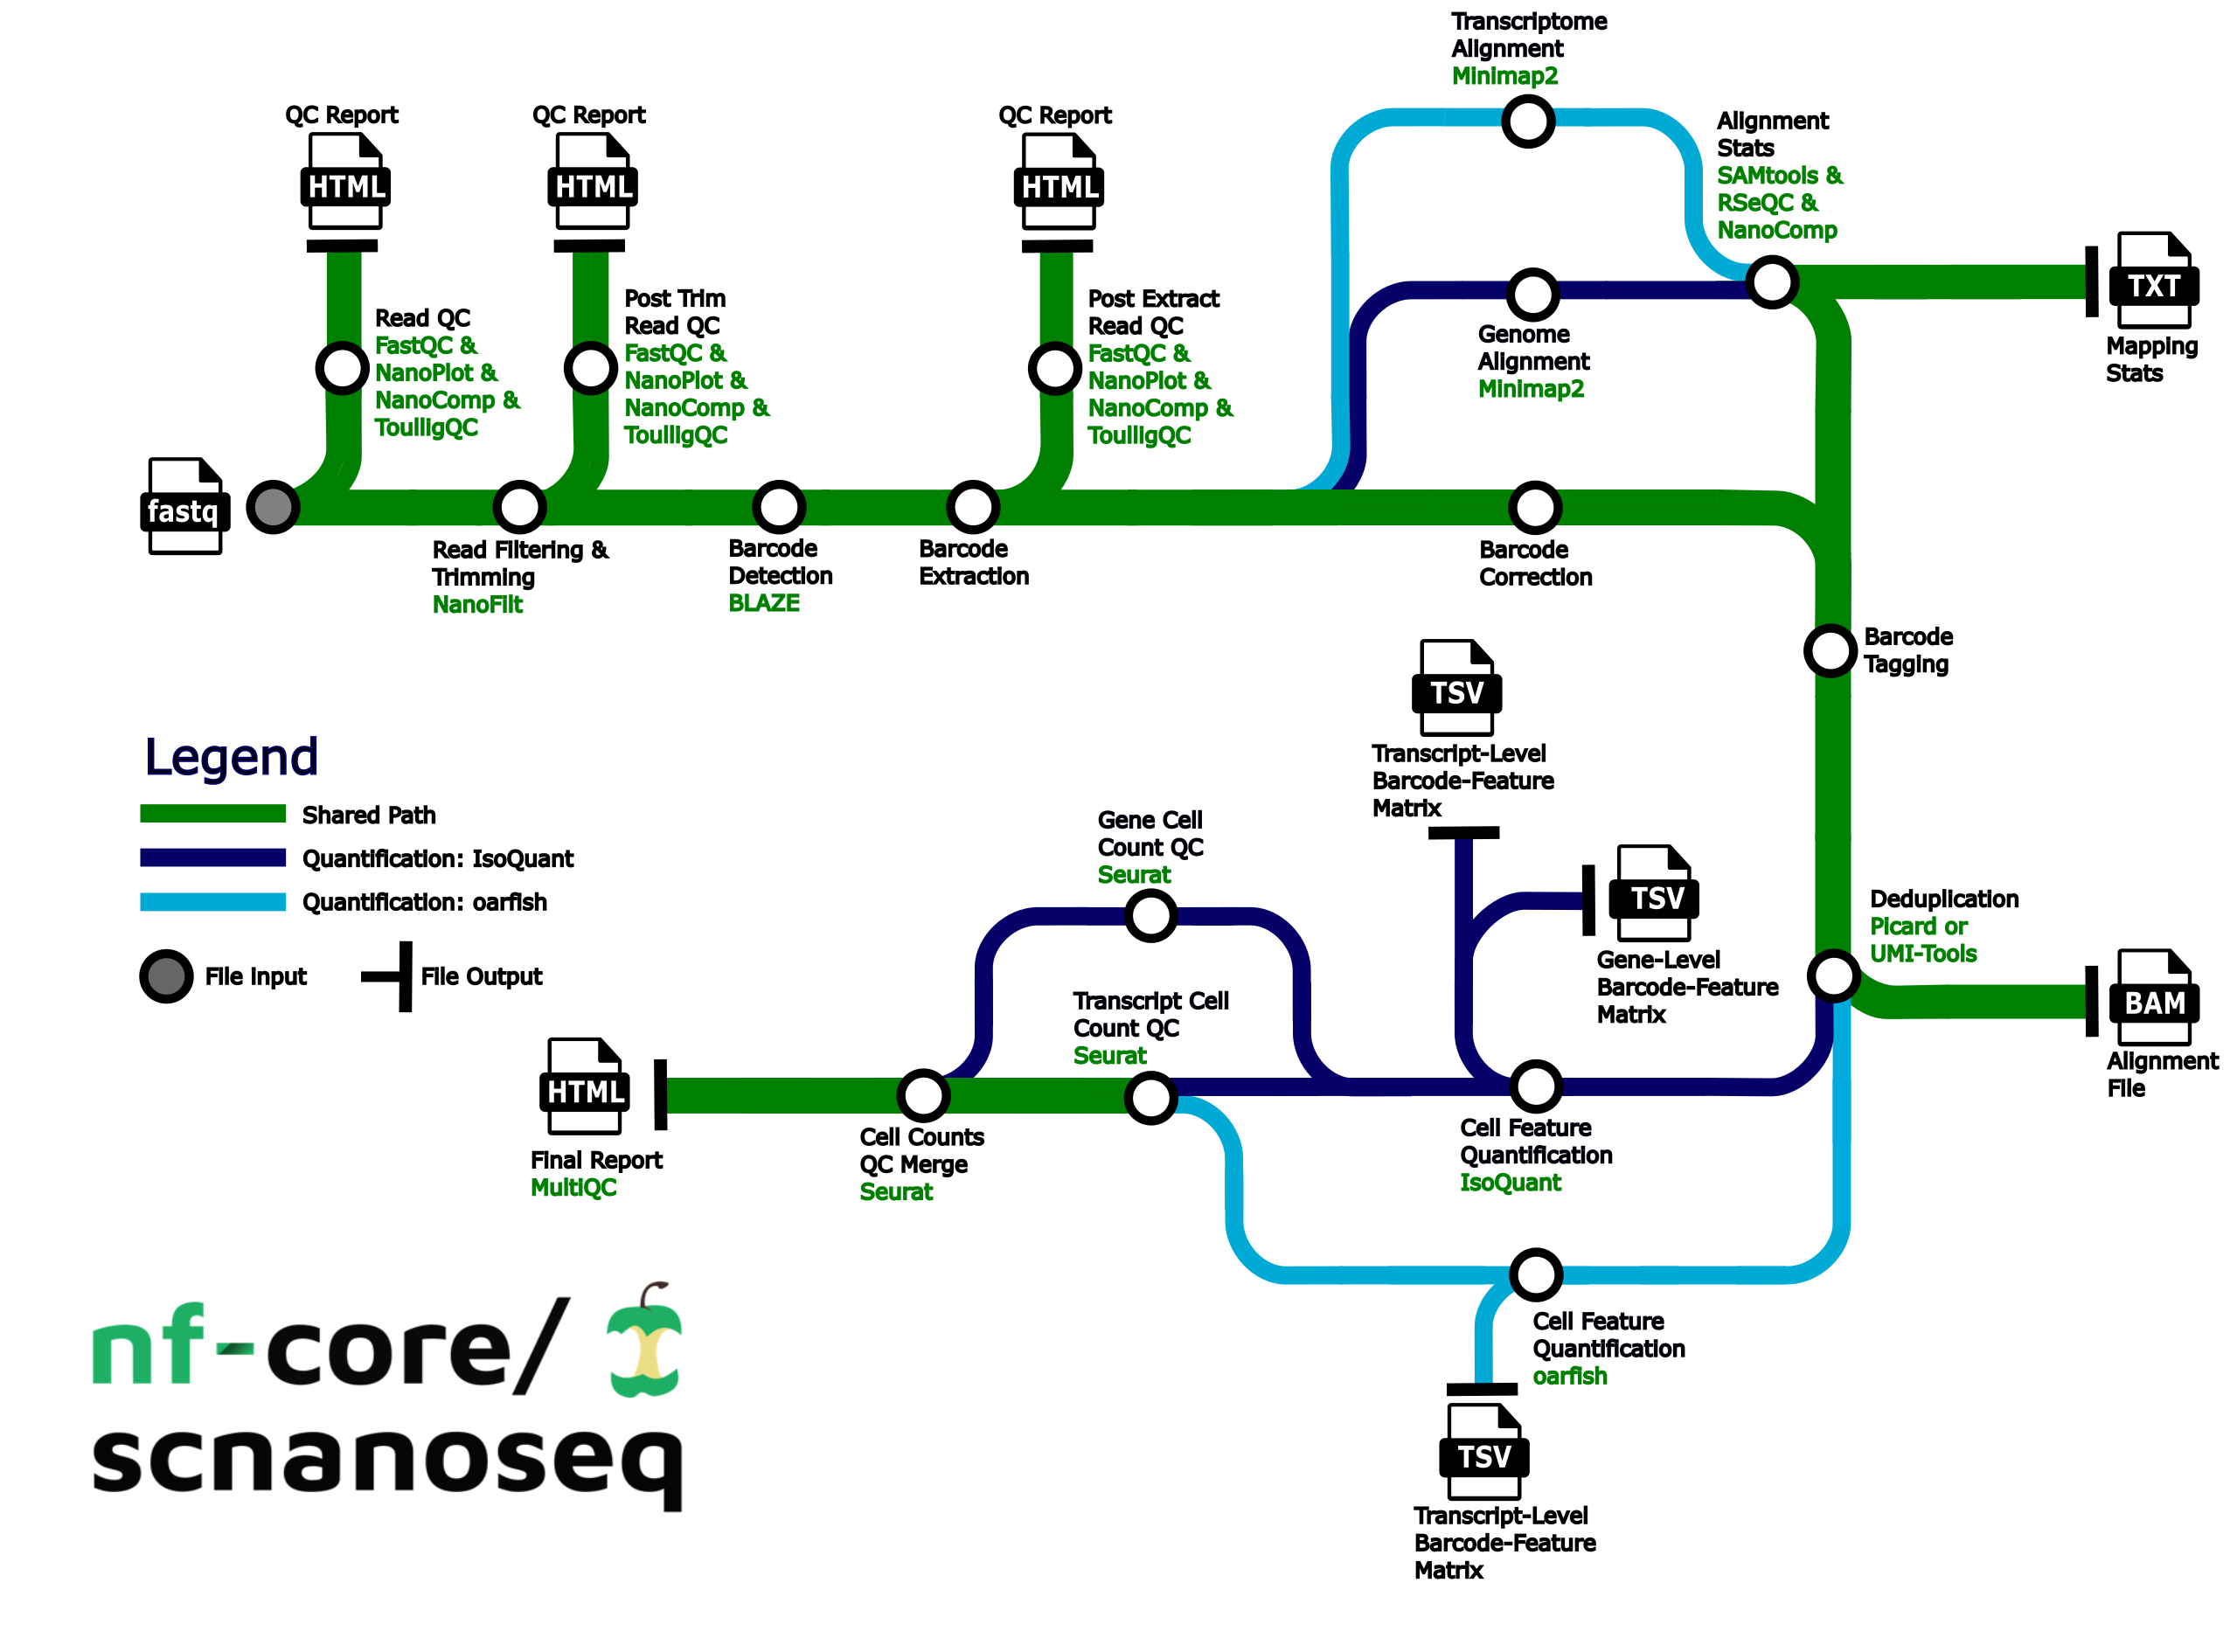 Transcriptome
Alignment
Minimap2
QC Report
HTML
QC Report
HTML
QC Report
HTML
Alignment
Stats
SAMtools &
RSeQC &
NanoComp
TXT
Mapping
Stats
Read QC
FastQC &
NanoPlot &
NanoComp &
ToulligQC
Post Trim
Read QC
FastQC &
NanoPlot &
NanoComp &
ToulligQC
Post Extract
Read QC
FastQC &
NanoPlot &
NanoComp &
ToulligQC
Genome
Alignment
Minimap2
fastq
Read Filtering &
Trimming
NanoFilt
Barcode
Detection
BLAZE
Barcode
Extraction
Barcode
Correction
Barcode
Tagging
TSV
Transcript-Level
Barcode-Feature
Matrix
Legend
Shared Path
Quantification: IsoQuant
Quantification: oarfish
File Input
File Output
Gene Cell
Count QC
Seurat
TSV
Gene-Level
Barcode-Feature
Matrix
Deduplication
Picard or
UMI-Tools
BAM
Alignment
File
Transcript Cell
Count QC
Seurat
HTML
Final Report
MultiQC
Cell Counts
QC Merge
Seurat
Cell Feature
Quantification
IsoQuant
Cell Feature
Quantification
oarfish
TSV
Transcript-Level
Barcode-Feature
Matrix
nf-core/
scnanoseq